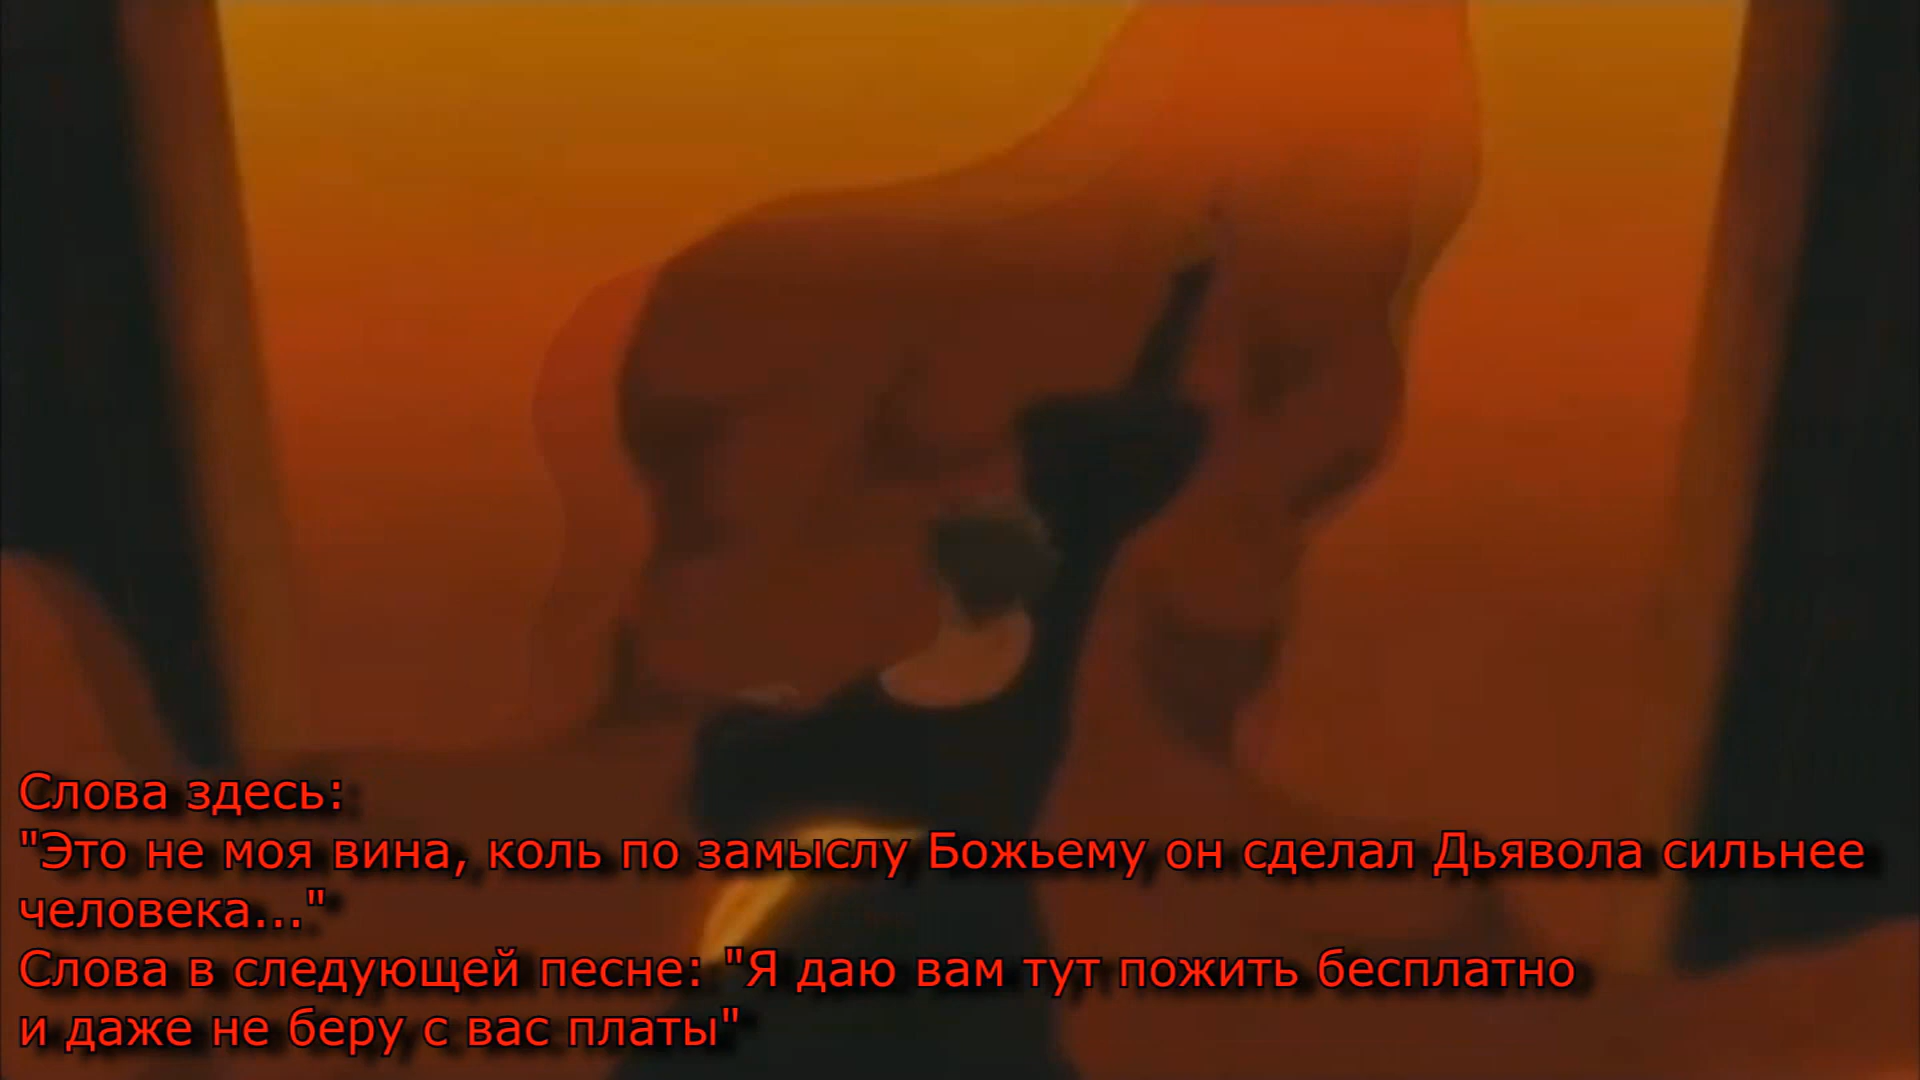 Слова здесь:
"Это не моя вина, коль по замыслу Божьему он сделал Дьявола сильнее
человека..."
Слова в следующей песне: "Я даю вам тут пожить бесплатно
и даже не беру с вас платы"